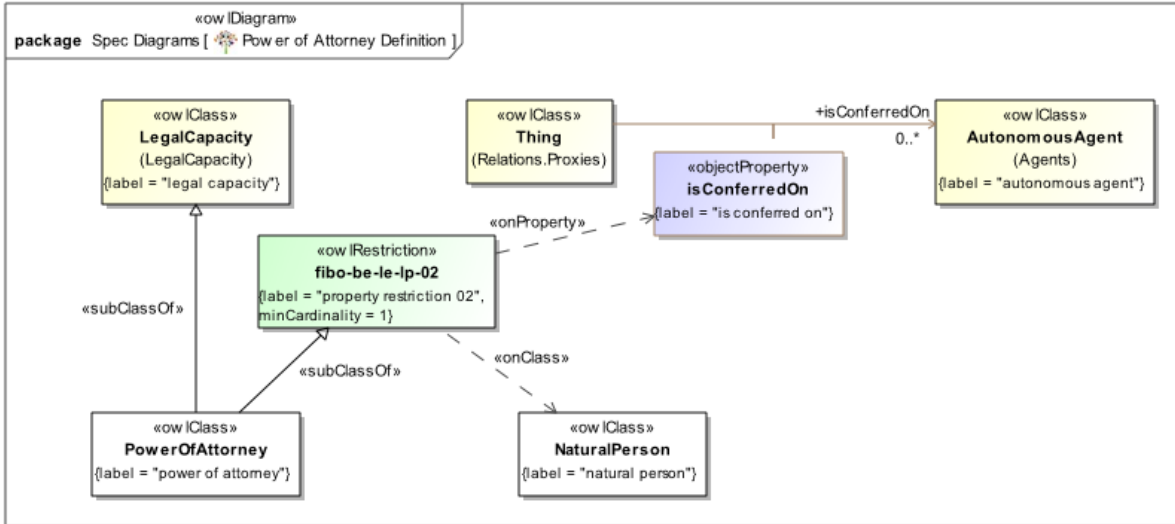 «owlDiagram»
package Spec Diagrams [ Power of Attorney Definition ]
«owlClass»
LegalCapacity
(LegalCapacity)
{label = "legal capacity"}
«owlClass»
Thing
(Relations.Proxies)
+isConferredOn
0..*
«owlClass»
AutonomousAgent
(Agents)
{label = "autonomous agent"}
«objectProperty»
isConferredOn
{label = "is conferred on"}
«onProperty»
«owlRestriction»
fibo-be-le-lp-02
{label = "property restriction 02",
minCardinality = 1}
«subClassOf»
«subClassOf»
«onClass»
«owlClass»
PowerOfAttorney
{label = "power of attorney"}
«owlClass»
NaturalPerson
{label = "natural person"}